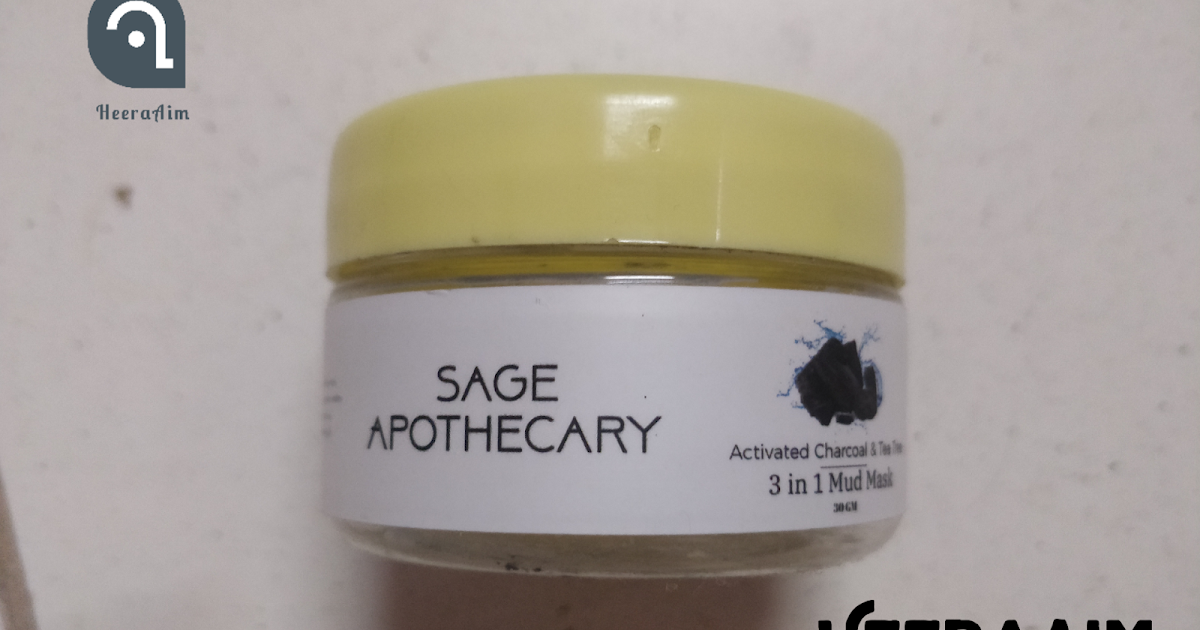 HeeraAim
SAGE
APOTHECARY
Activated Charcoal & Tea Tree
3 in 1 Mud Mask
30 GM